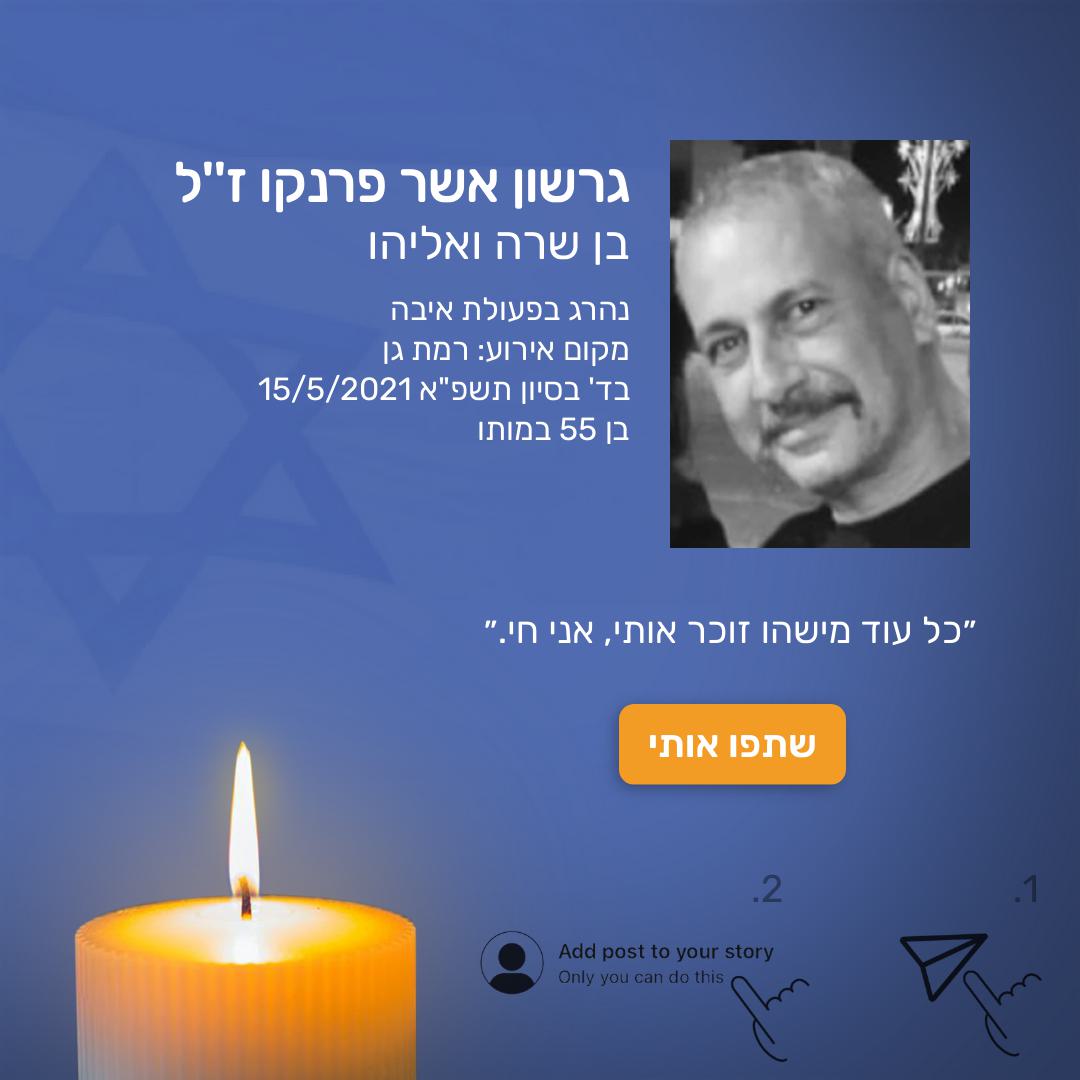 גרשון אשר פרנקו ז"ל
בן שרה ואליהו
נהרג בפעולת איבה
מקום אירוע: רמת גן
בד' בסיון תשפ"א 15/5/2021
בן 55 במותו
״כל עוד מישהו זוכר אותי, אני חי.״
שתפו אותי
1.
2.
Add post to your story
Only you can do this